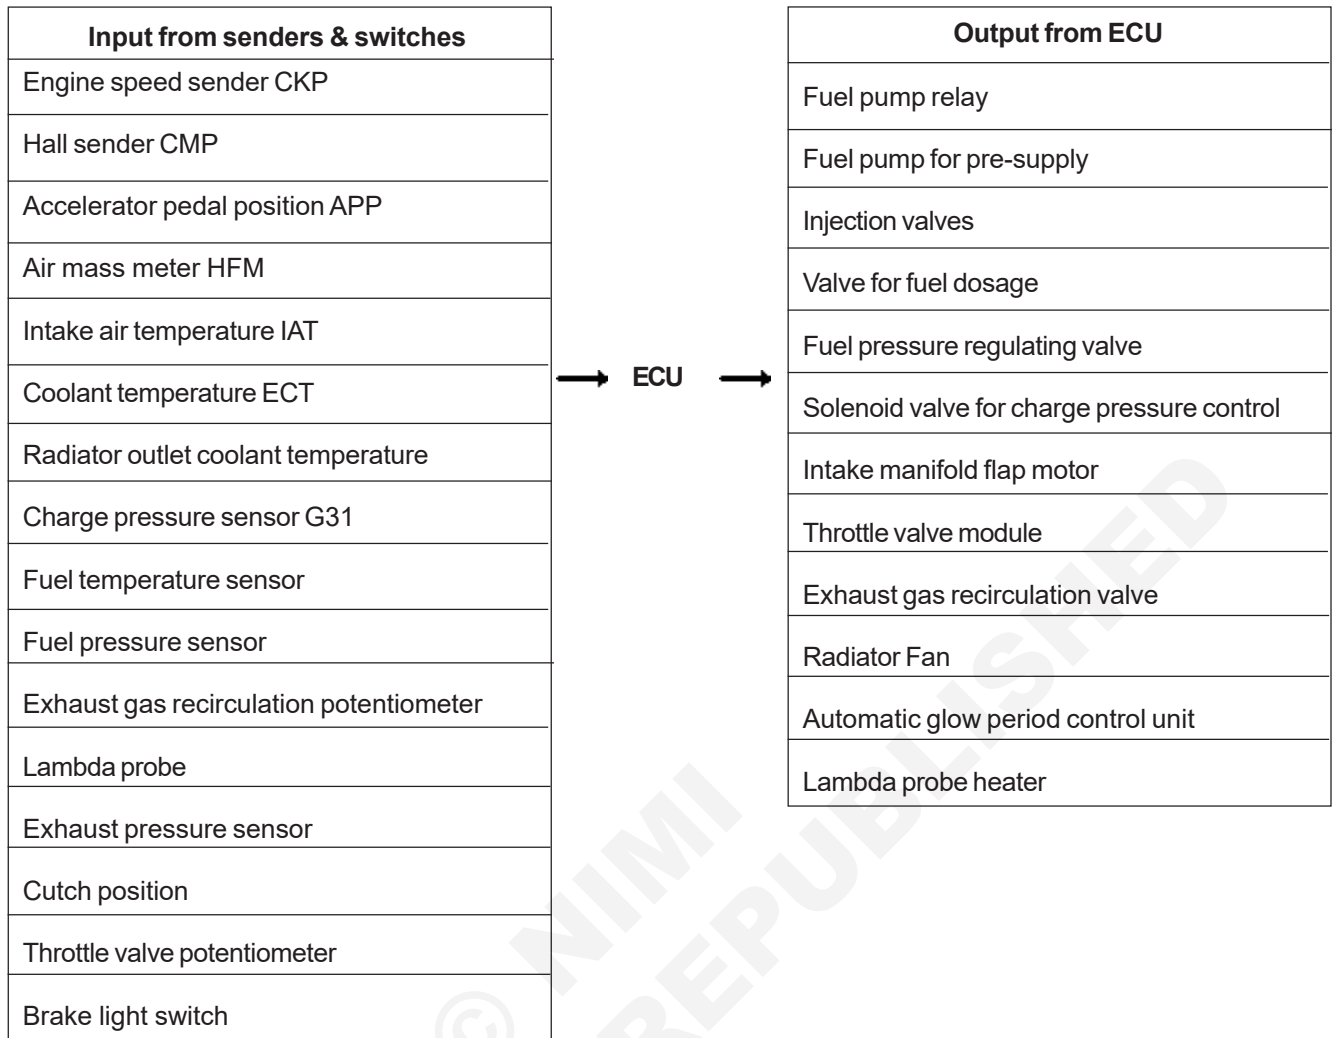 Input from senders & switches
Engine speed sender CKP
Hall sender CMP
Accelerator pedal position APP
Air mass meter HFM
Intake air temperature IAT
Coolant temperature ECT
Radiator outlet coolant temperature
Charge pressure sensor G31
Fuel temperature sensor
Fuel pressure sensor
Exhaust gas recirculation potentiometer
Lambda probe
Exhaust pressure sensor
Cutch position
Throttle valve potentiometer
Brake light switch
ECU
Output from ECU
Fuel pump relay
Fuel pump for pre-supply
Injection valves
Valve for fuel dosage
Fuel pressure regulating valve
Solenoid valve for charge pressure control
Intake manifold flap motor
Throttle valve module
Exhaust gas recirculation valve
Radiator Fan
Automatic glow period control unit
Lambda probe heater
© NIMI
REPUBLISHED